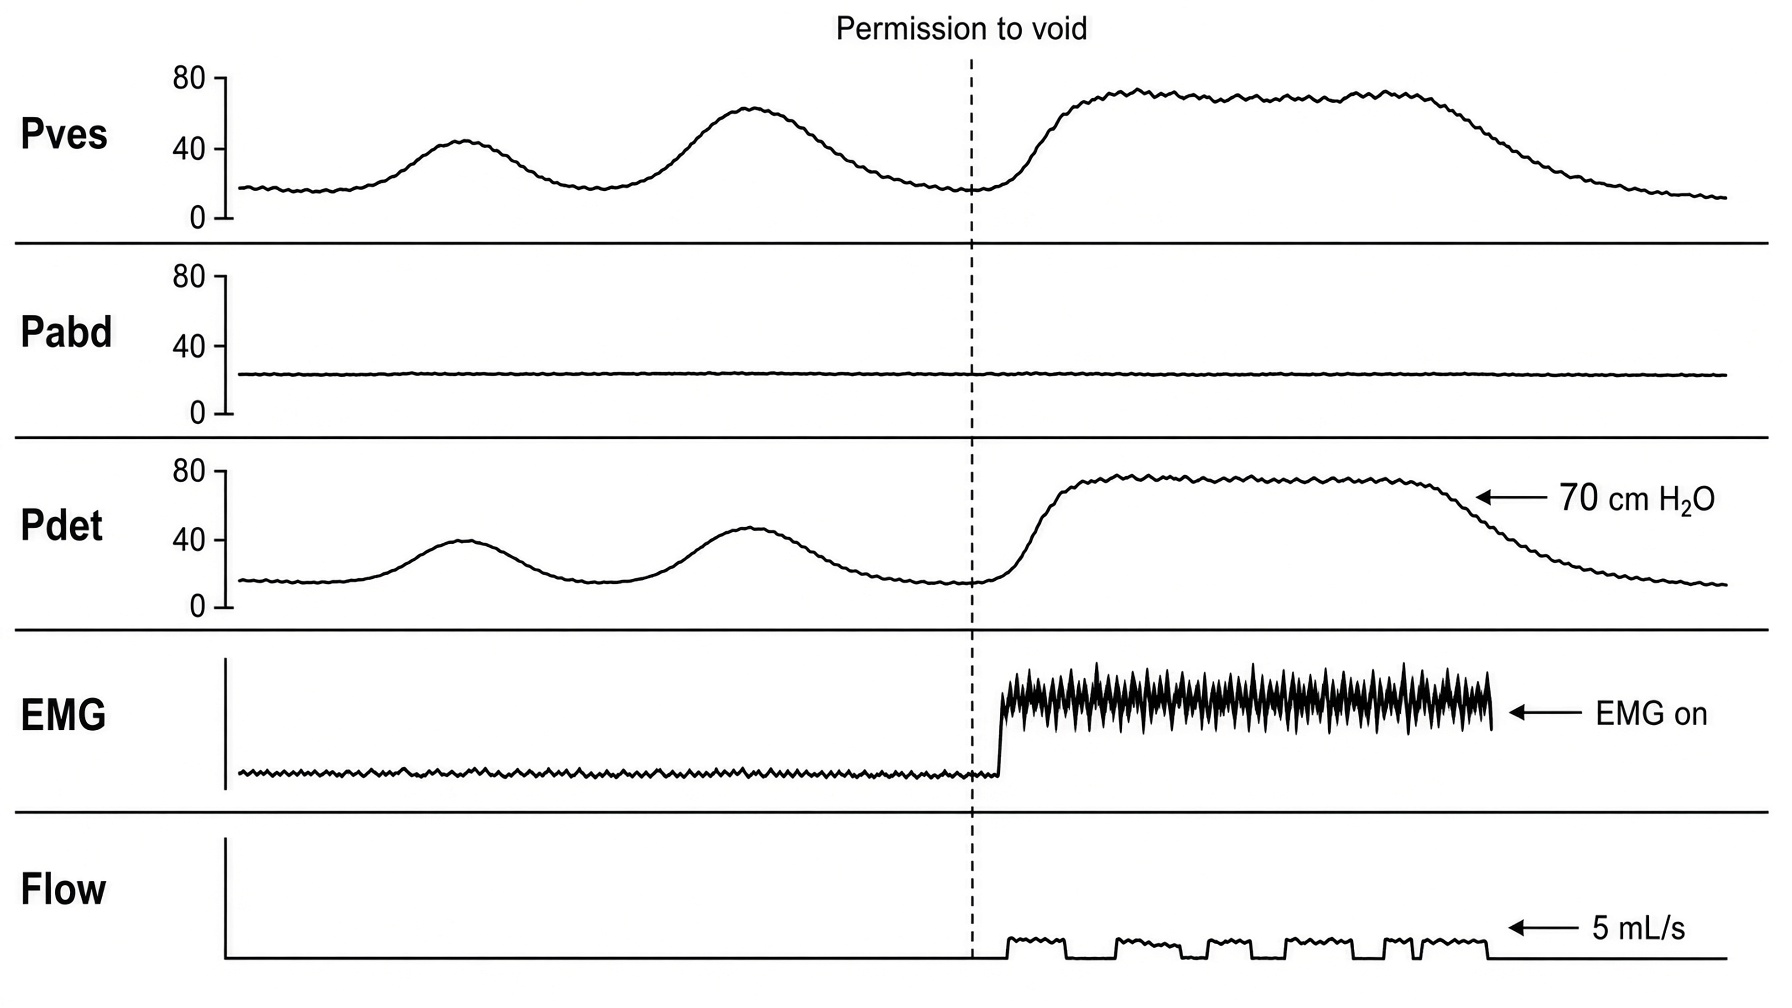 Permission to void
80
Pves
40
0
80
Pabd
40
0
80
70 cm H₂O
Pdet
40
0
EMG
EMG on
Flow
5 mL/s